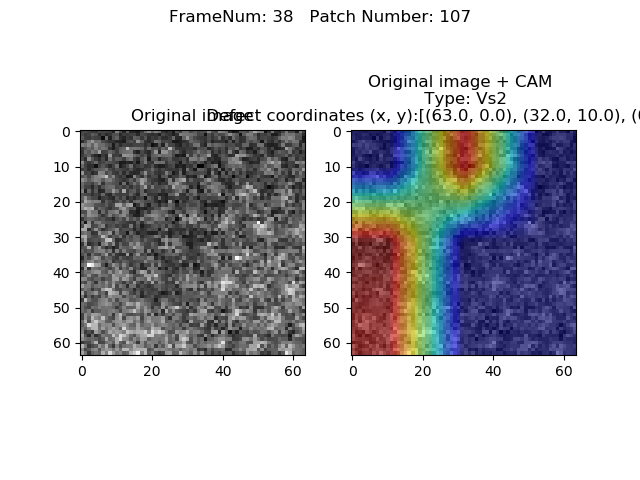 FrameNum: 38   Patch Number: 107
Original image
Original image + CAM
Type: Vs2
Defect coordinates (x, y):[(63.0, 0.0), (32.0, 10.0), (
0
10
20
30
40
50
60
0 20 40 60
0
10
20
30
40
50
60
0 20 40 60